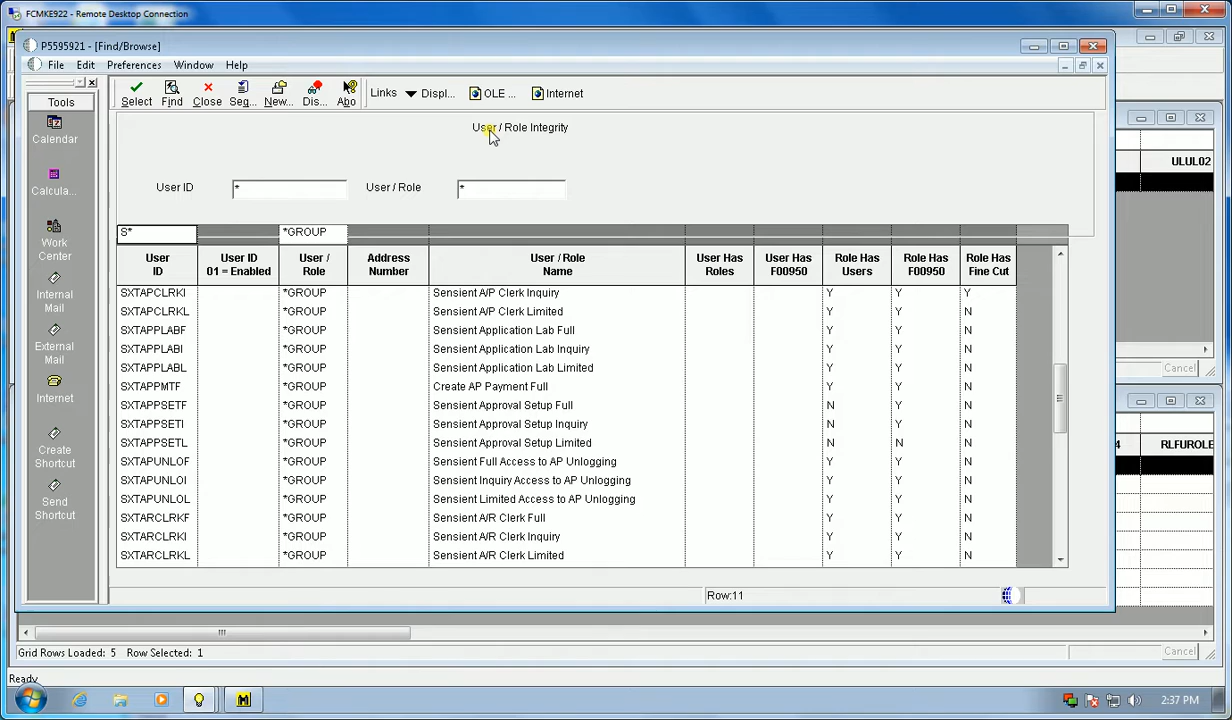 FCMKE922 - Remote Desktop Connection
P5595921 - [Find/Browse]
File Edit Preferences Window Help
Tools
Select Find Close Seq... New... Dis... Abo Links Displ... OLE ... Internet
Calendar
Calcula...
Work
Center
Internal
Mail
External
Mail
Internet
Create
Shortcut
Send
Shortcut
User / Role Integrity
User ID * User / Role *
S* *GROUP
User ID User ID 01 = Enabled User / Role Address Number User / Role Name User Has Roles User Has F00950 Role Has Users Role Has F00950 Role Has Fine Cut
SXTAPCLRKI *GROUP Sensient A/P Clerk Inquiry Y Y Y
SXTAPCLRKL *GROUP Sensient A/P Clerk Limited Y Y N
SXTAPPLABF *GROUP Sensient Application Lab Full Y Y N
SXTAPPLABI *GROUP Sensient Application Lab Inquiry Y Y N
SXTAPPLABL *GROUP Sensient Application Lab Limited Y Y N
SXTAPPMTF *GROUP Create AP Payment Full Y Y N
SXTAPPSETF *GROUP Sensient Approval Setup Full N Y N
SXTAPPSETI *GROUP Sensient Approval Setup Inquiry N Y N
SXTAPPSETL *GROUP Sensient Approval Setup Limited N N N
SXTAPUNLOF *GROUP Sensient Full Access to AP Unlogging Y Y N
SXTAPUNLOI *GROUP Sensient Inquiry Access to AP Unlogging Y Y N
SXTAPUNLOL *GROUP Sensient Limited Access to AP Unlogging Y Y N
SXTARCLRKF *GROUP Sensient A/R Clerk Full Y Y N
SXTARCLRKI *GROUP Sensient A/R Clerk Inquiry Y Y N
SXTARCLRKL *GROUP Sensient A/R Clerk Limited Y Y N
Row:11
ULUL02
Cancel
4 RLFUROLE
Grid Rows Loaded: 5 Row Selected: 1
Cancel
Ready
2:37 PM